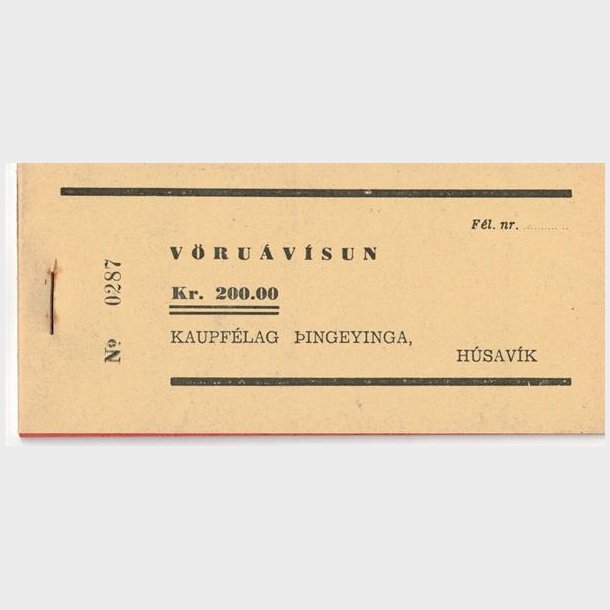 Fél. nr. ............
VÖRUÁVÍSUN
Kr. 200.00
KAUPFÉLAG ÞINGEYINGA,
HÚSAVÍK
Nº 0287